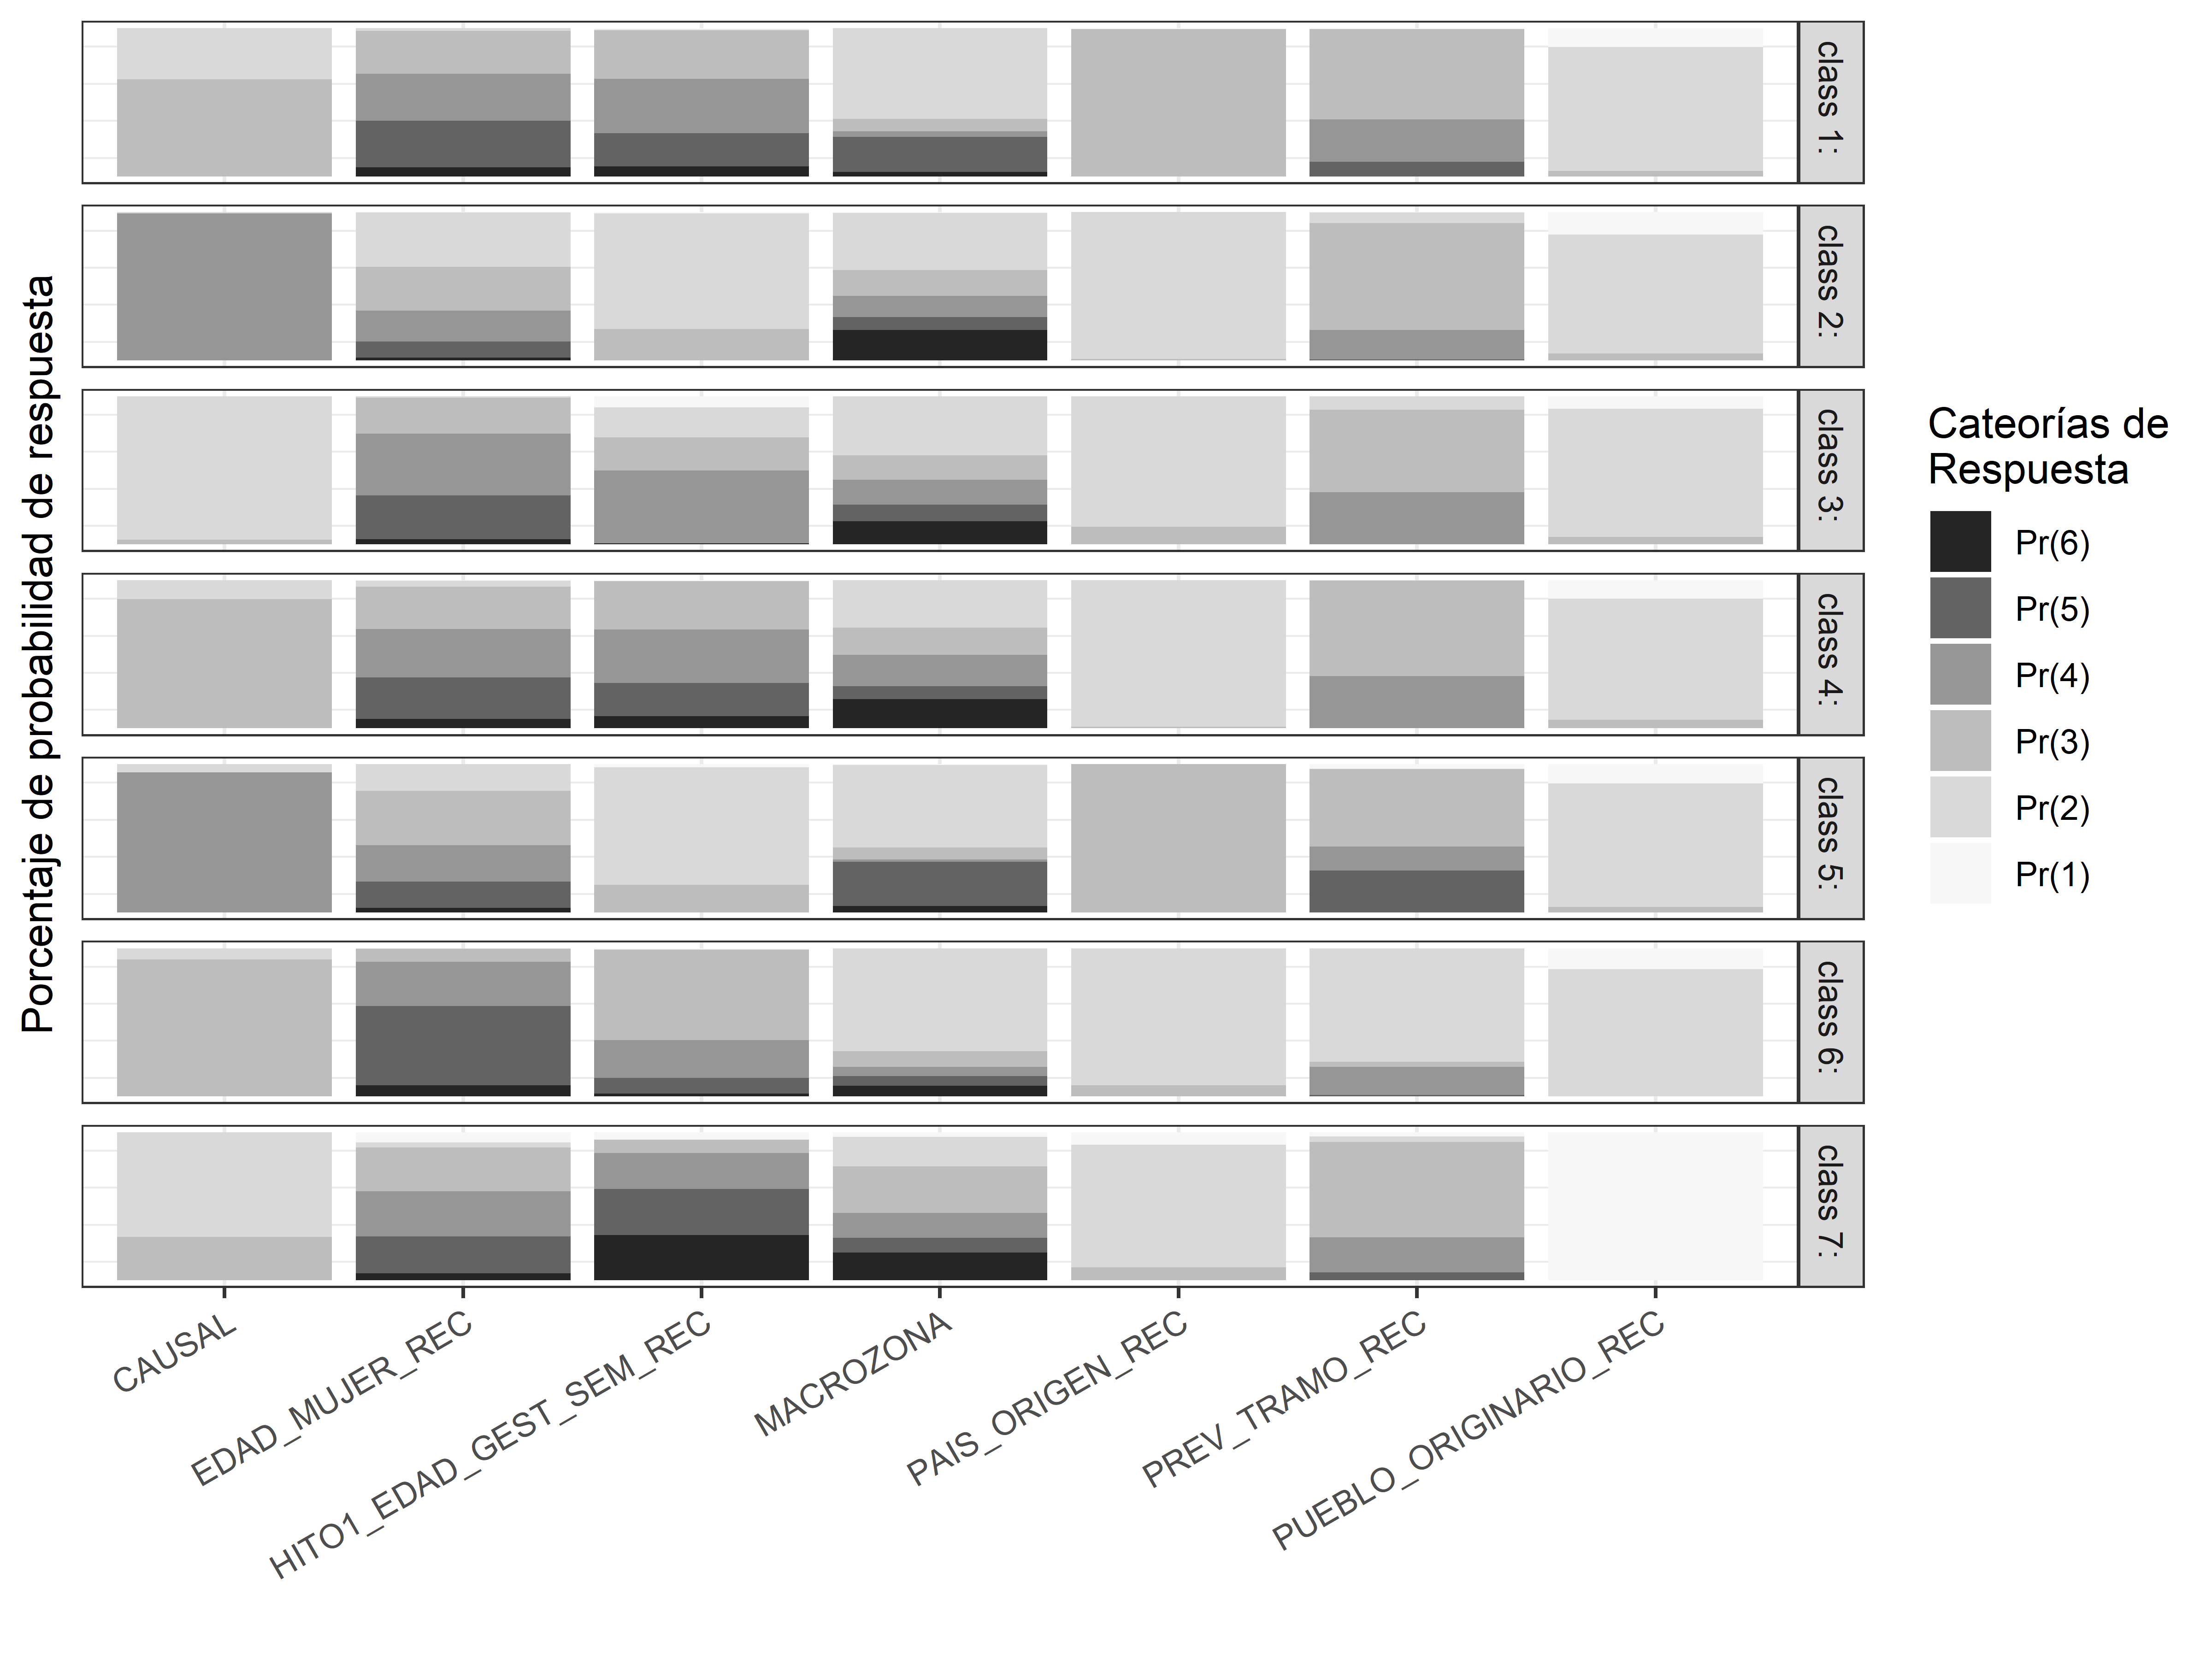 Porcentaje de probabilidad de respuesta
class 1:
class 2:
class 3:
class 4:
class 5:
class 6:
class 7:
CAUSAL
EDAD_MUJER_REC
HITO1_EDAD_GEST_SEM_REC
MACROZONA
PAIS_ORIGEN_REC
PREV_TRAMO_REC
PUEBLO_ORIGINARIO_REC
Cateorías de
Respuesta
Pr(6)
Pr(5)
Pr(4)
Pr(3)
Pr(2)
Pr(1)